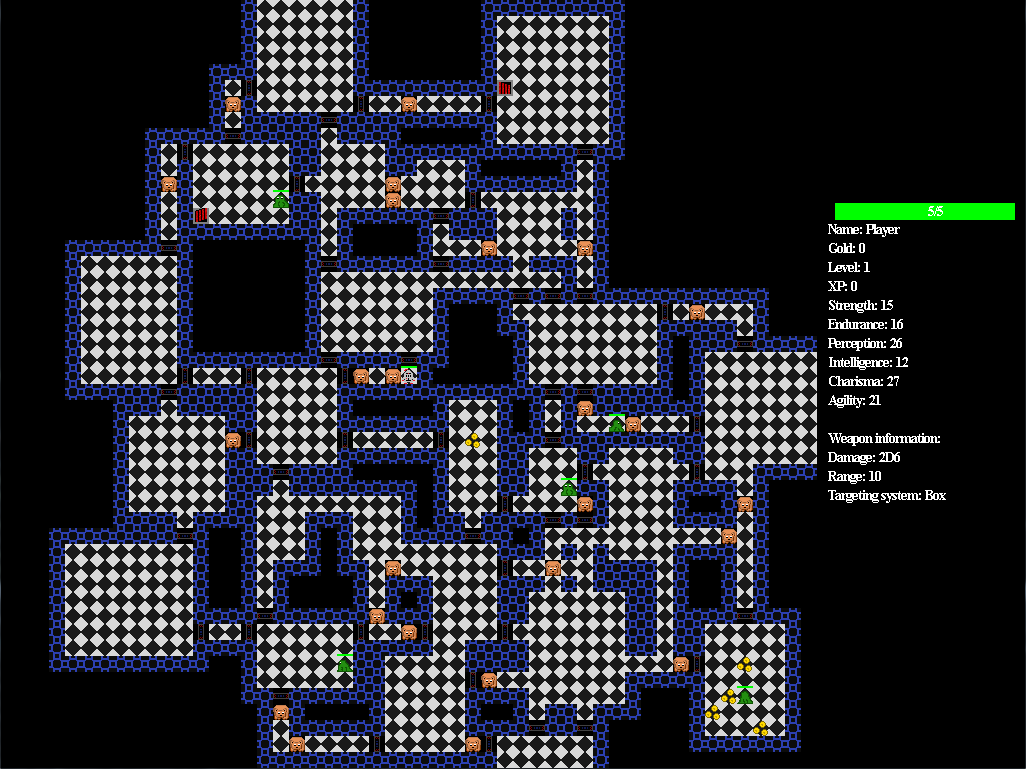 5/5
Name: Player
Gold: 0
Level: 1
XP: 0
Strength: 15
Endurance: 16
Perception: 26
Intelligence: 12
Charisma: 27
Agility: 21
Weapon information:
Damage: 2D6
Range: 10
Targeting system: Box